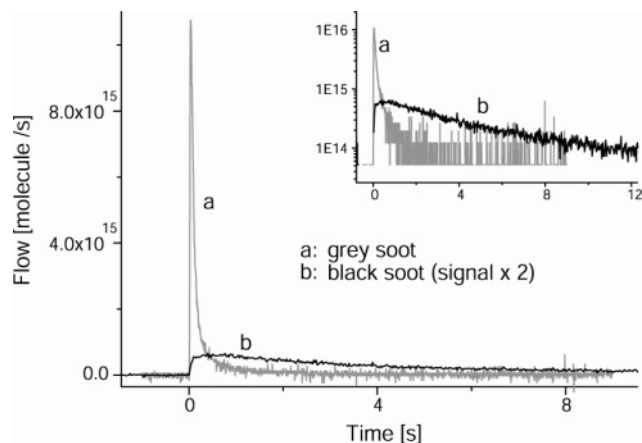 Flow [molecule /s]
8.0x10^15
4.0x10^15
0.0
a
b
1E16
1E15
1E14
a
b
0 4 8 12
a: grey soot
b: black soot (signal x 2)
0 4 8
Time [s]